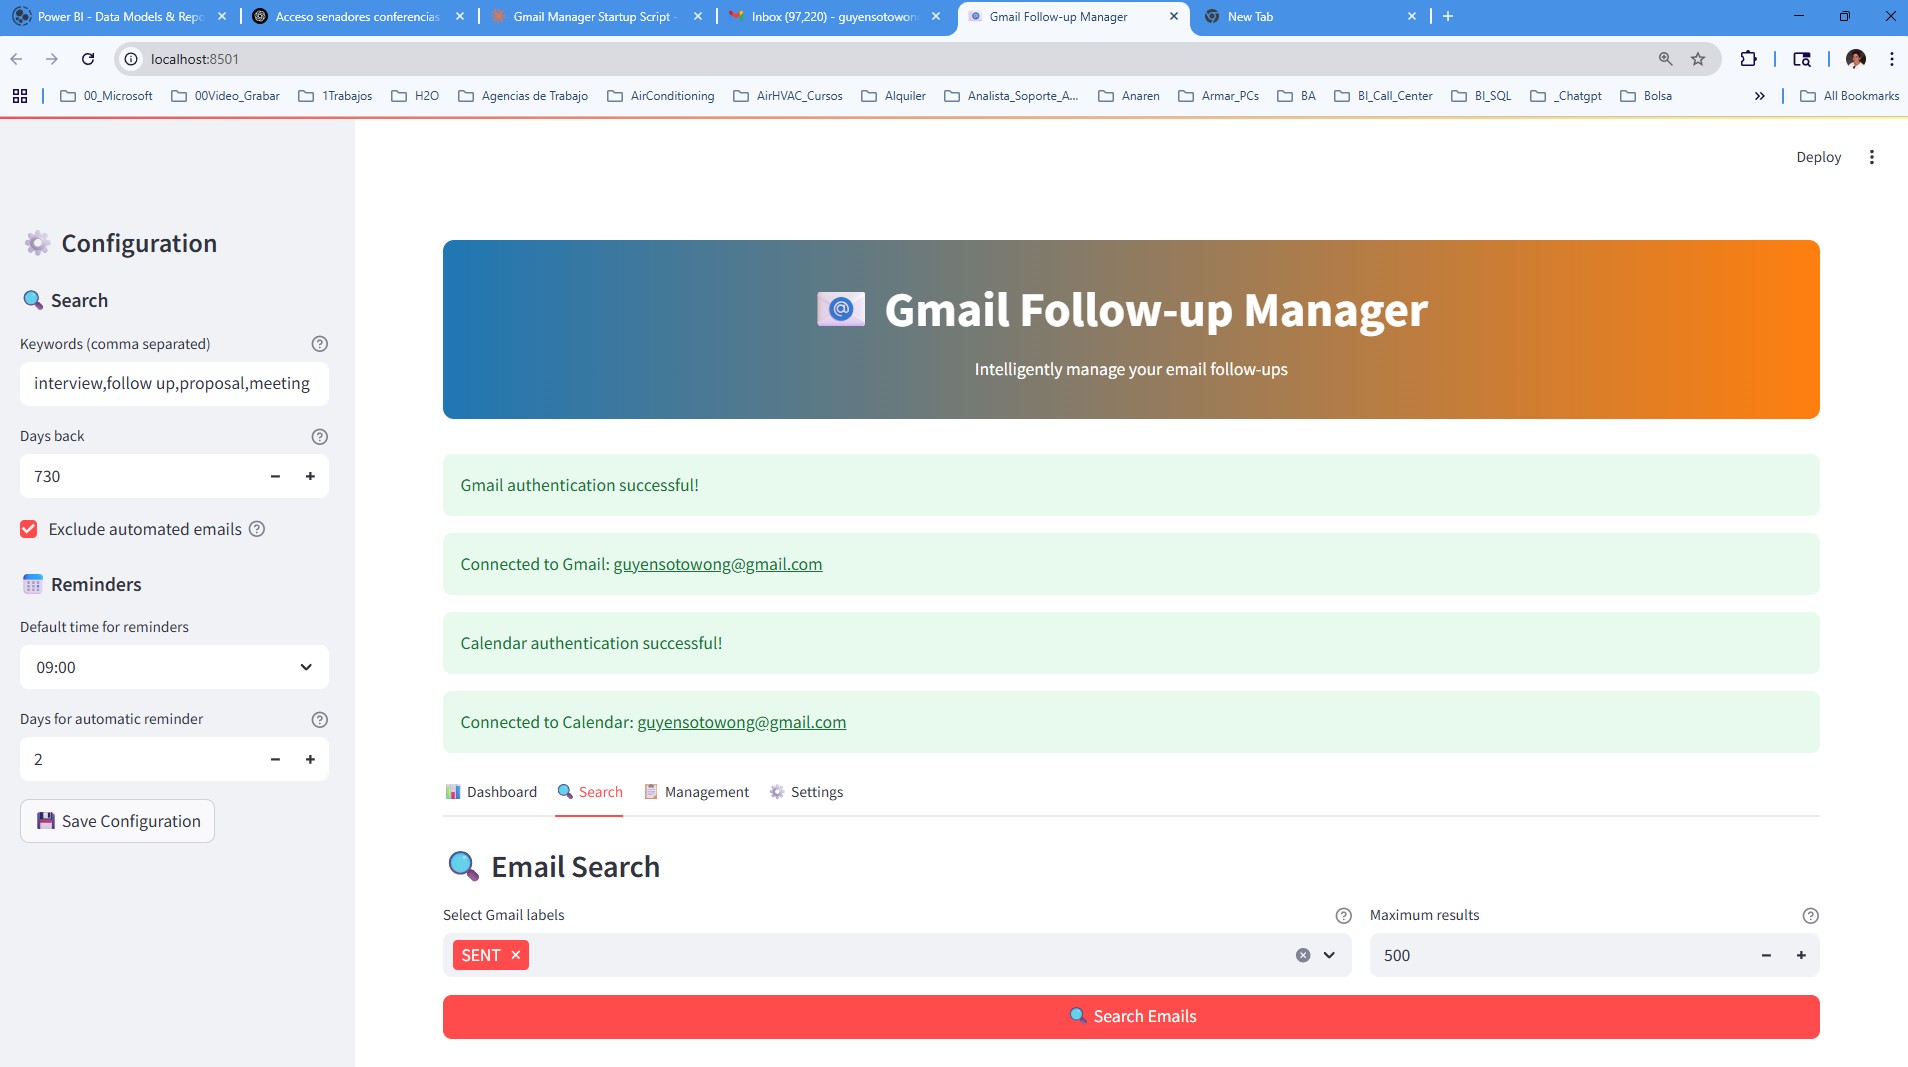 Power BI - Data Models & Repo
Acceso senadores conferencias
Gmail Manager Startup Script -
Inbox (97,220) - guyensotowon
Gmail Follow-up Manager
New Tab
localhost:8501
00_Microsoft
00Video_Grabar
1Trabajos
H2O
Agencias de Trabajo
AirConditioning
AirHVAC_Cursos
Alquiler
Analista_Soporte_A...
Anaren
Armar_PCs
BA
BI_Call_Center
BI_SQL
_Chatgpt
Bolsa
All Bookmarks
Deploy
Configuration
Search
Keywords (comma separated)
interview,follow up,proposal,meeting
Days back
730
Exclude automated emails
Reminders
Default time for reminders
09:00
Days for automatic reminder
2
Save Configuration
Gmail Follow-up Manager
Intelligently manage your email follow-ups
Gmail authentication successful!
Connected to Gmail: guyensotowong@gmail.com
Calendar authentication successful!
Connected to Calendar: guyensotowong@gmail.com
Dashboard
Search
Management
Settings
Email Search
Select Gmail labels
SENT
Maximum results
500
Search Emails